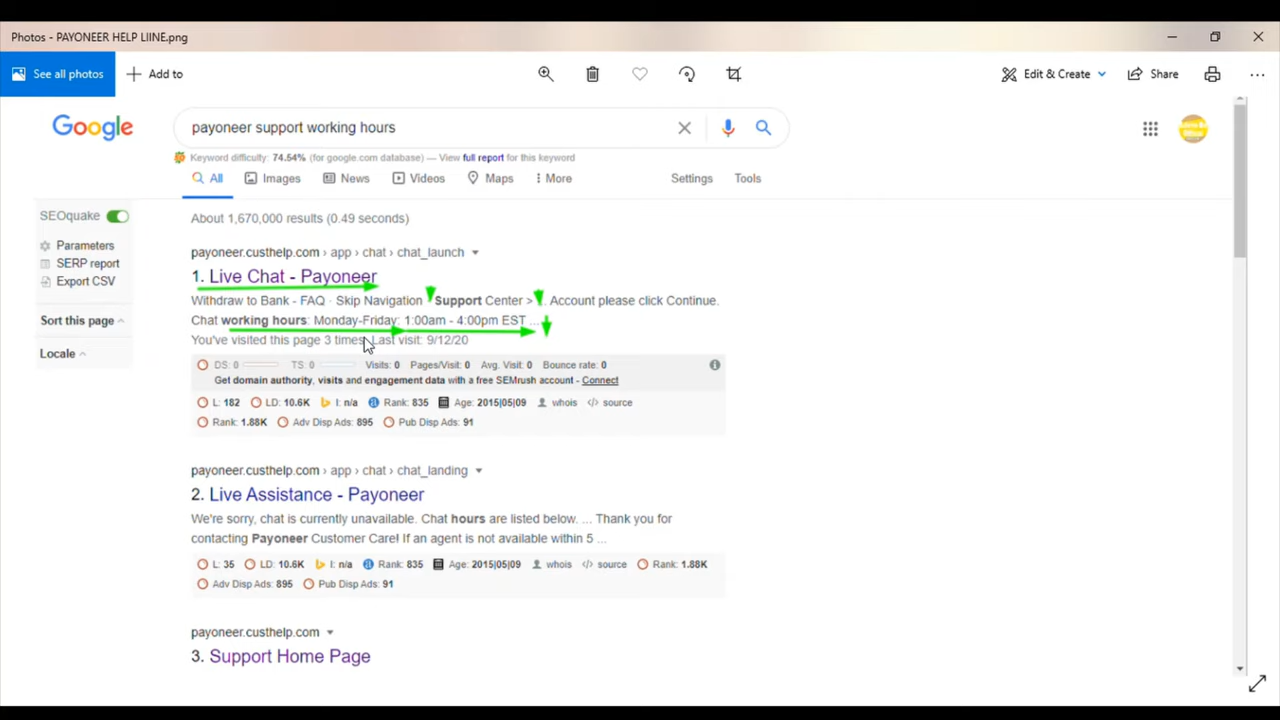 Photos - PAYONEER HELP LIINE.png
See all photos
Add to
Edit & Create
Share
Google
payoneer support working hours
Keyword difficulty: 74.54% (for google.com database) — View full report for this keyword
All
Images
News
Videos
Maps
More
Settings
Tools
SEOquake
Parameters
SERP report
Export CSV
Sort this page
Locale
About 1,670,000 results (0.49 seconds)
payoneer.custhelp.com › app › chat › chat_launch
1. Live Chat - Payoneer
Withdraw to Bank - FAQ · Skip Navigation Support Center > Account please click Continue.
Chat working hours: Monday-Friday: 1:00am - 4:00pm EST ...
You've visited this page 3 times. Last visit: 9/12/20
DS: 0 TS: 0 Visits: 0 Pages/Visit: 0 Avg. Visit: 0 Bounce rate: 0
Get domain authority, visits and engagement data with a free SEMrush account - Connect
L: 182 LD: 10.6K I: n/a Rank: 835 Age: 2015|05|09 whois </> source
Rank: 1.88K Adv Disp Ads: 895 Pub Disp Ads: 91
payoneer.custhelp.com › app › chat › chat_landing
2. Live Assistance - Payoneer
We're sorry, chat is currently unavailable. Chat hours are listed below. ... Thank you for
contacting Payoneer Customer Care! If an agent is not available within 5 ...
L: 35 LD: 10.6K I: n/a Rank: 835 Age: 2015|05|09 whois </> source Rank: 1.88K
Adv Disp Ads: 895 Pub Disp Ads: 91
payoneer.custhelp.com
3. Support Home Page